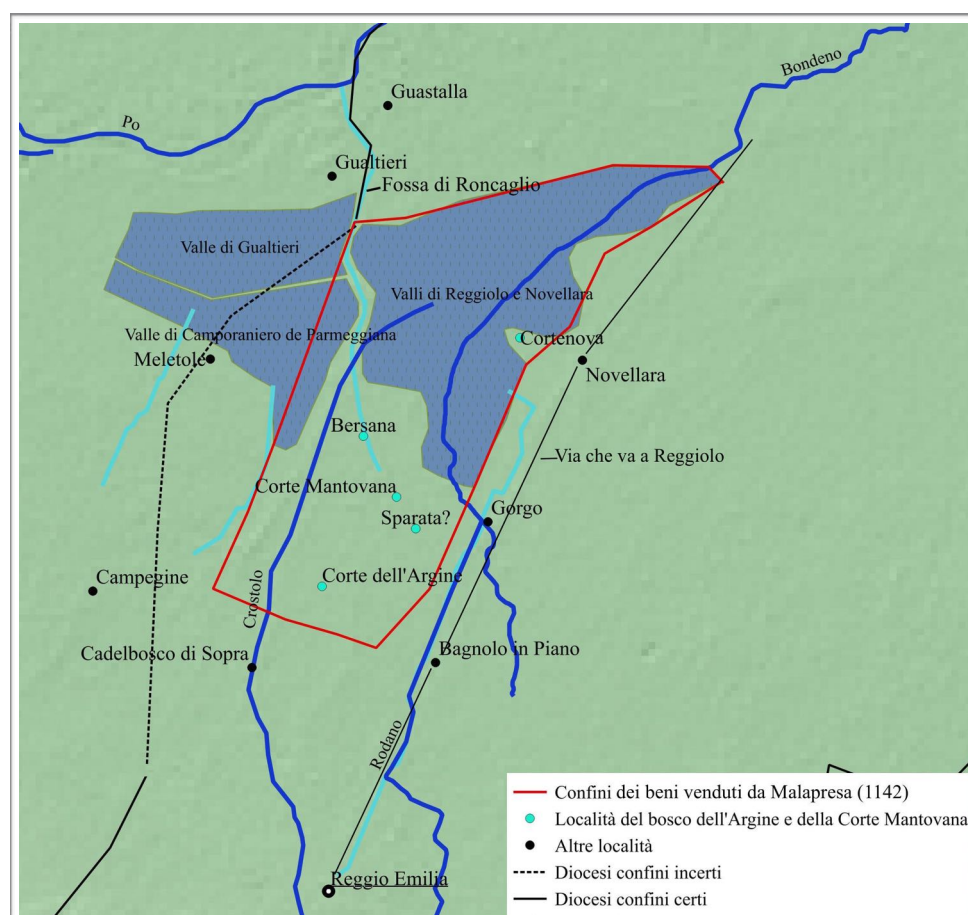 Bondeno
Po
Guastalla
Gualtieri
Fossa di Roncaglio
Valle di Gualtieri
Valli di Reggiolo e Novellara
Valle di Camporaniero de Parmeggiana
Cortenova
Meletole
Novellara
Bersana
Via che va a Reggiolo
Corte Mantovana
Sparata?
Gorgo
Campegine
Corte dell'Argine
Crostolo
Cadelbosco di Sopra
Bagnolo in Piano
Rodano
Reggio Emilia
Confini dei beni venduti da Malapresa (1142)
Località del bosco dell'Argine e della Corte Mantovana
Altre località
Diocesi confini incerti
Diocesi confini certi